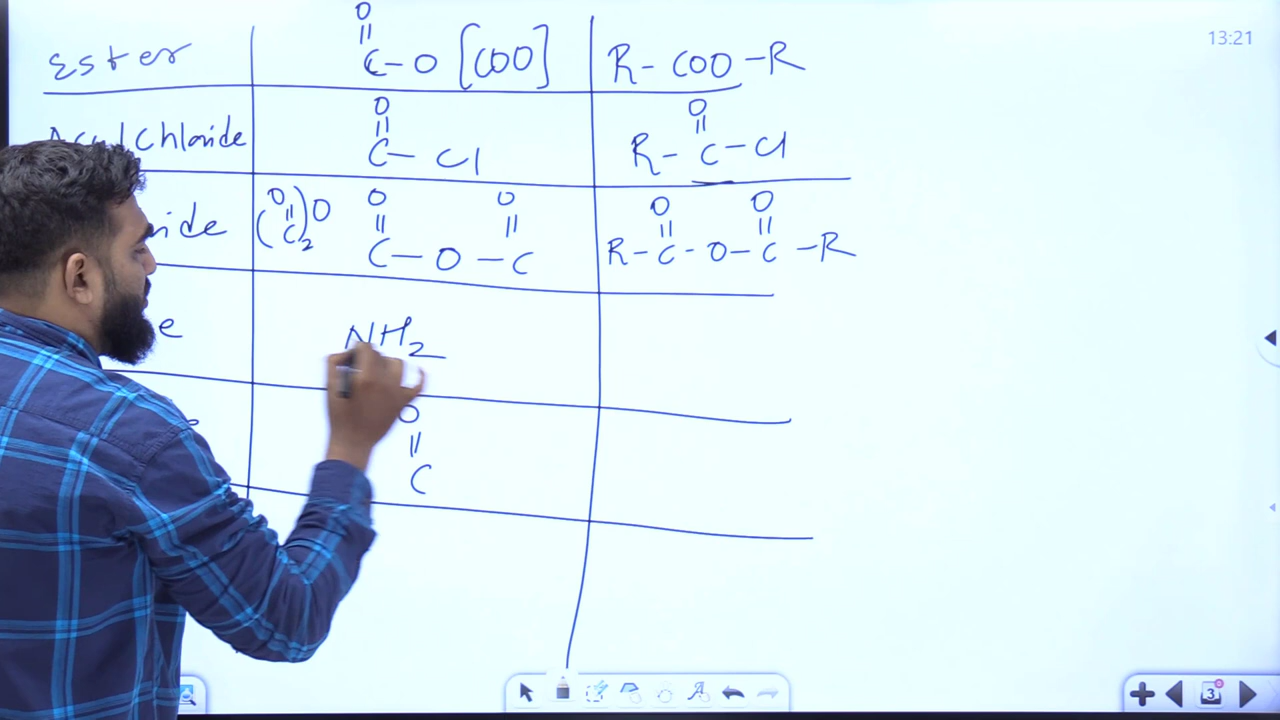 Ester
O
||
C-O [COO]
R-COO-R
Chloride
O
||
C-Cl
O
||
R-C-Cl
ide
(O||C)2O
O O
|| ||
C-O-C
O O
|| ||
R-C-O-C-R
e
NH2
O
||
C
13:21
3